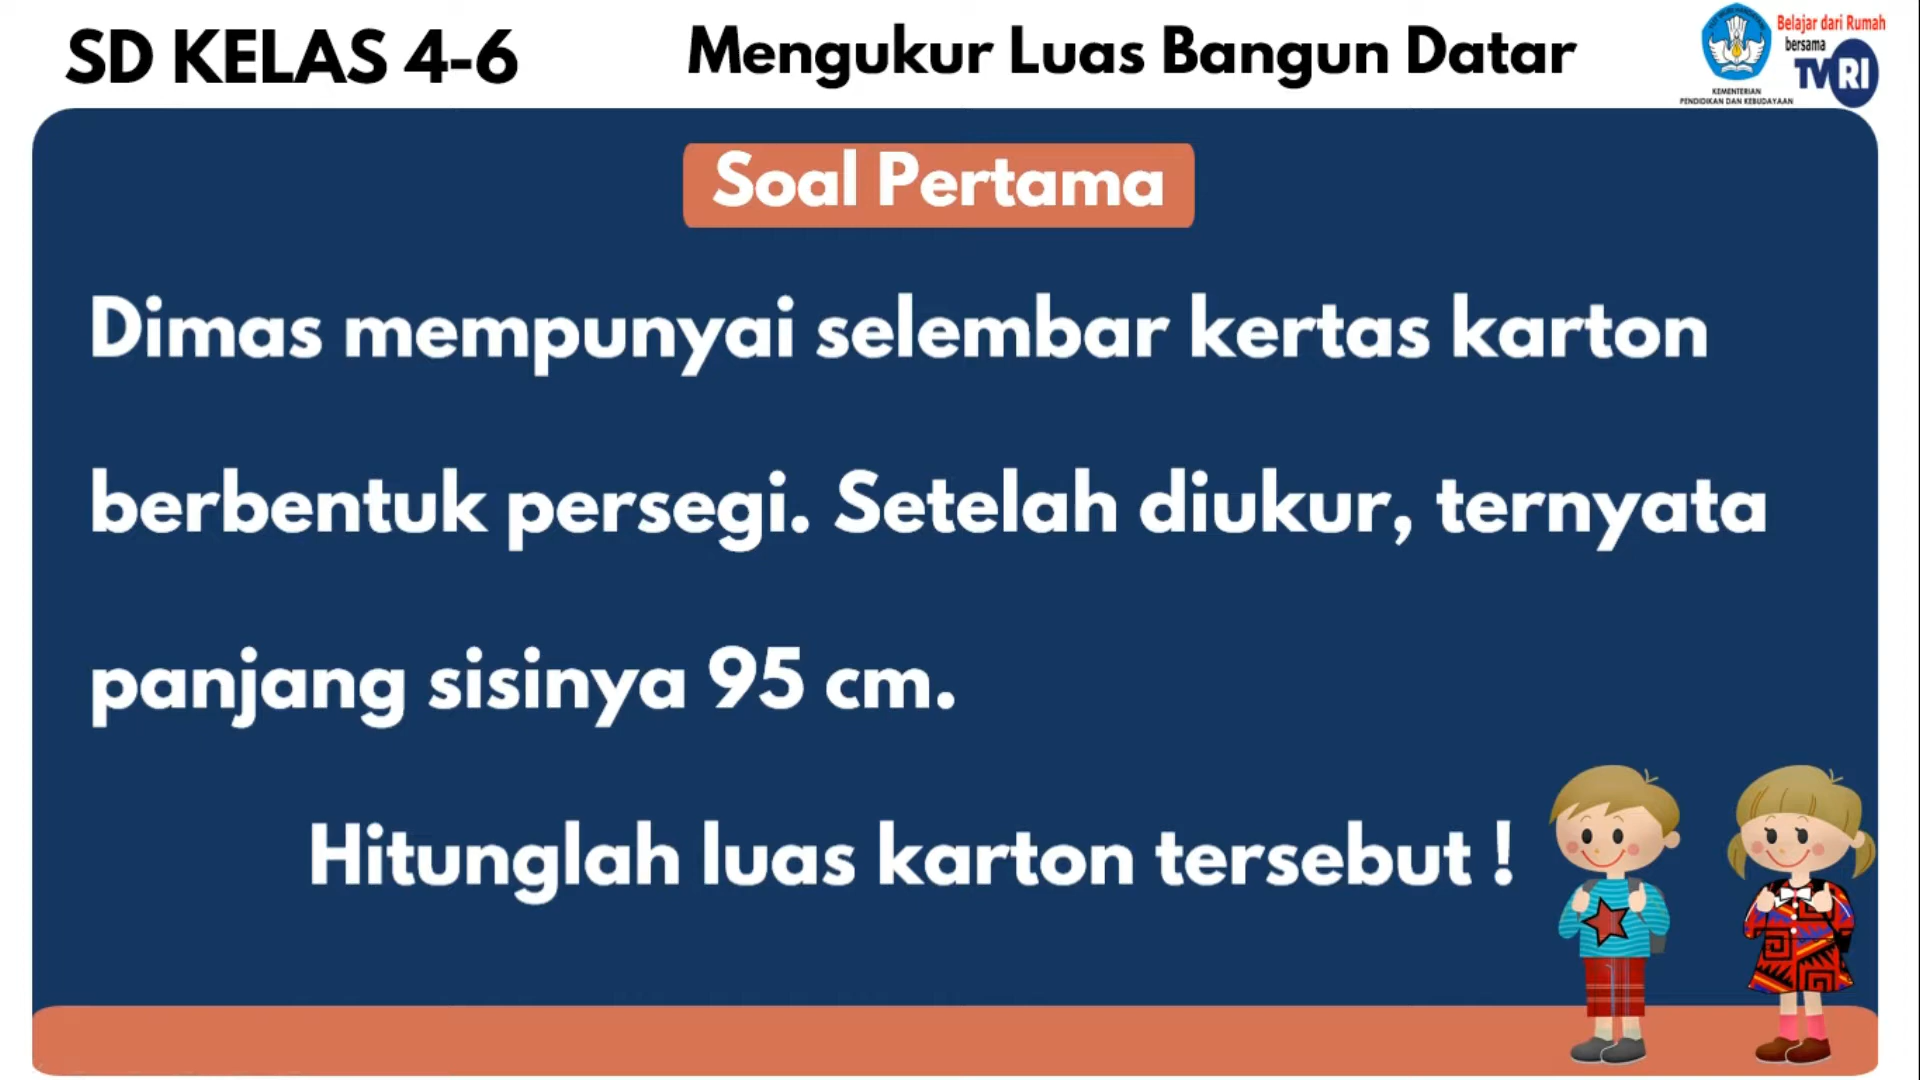 SD KELAS 4-6
Mengukur Luas Bangun Datar
Belajar dari Rumah
bersama
TVRI
KEMENTERIAN
PENDIDIKAN DAN KEBUDAYAAN
Soal Pertama
Dimas mempunyai selembar kertas karton
berbentuk persegi. Setelah diukur, ternyata
panjang sisinya 95 cm.
Hitunglah luas karton tersebut !